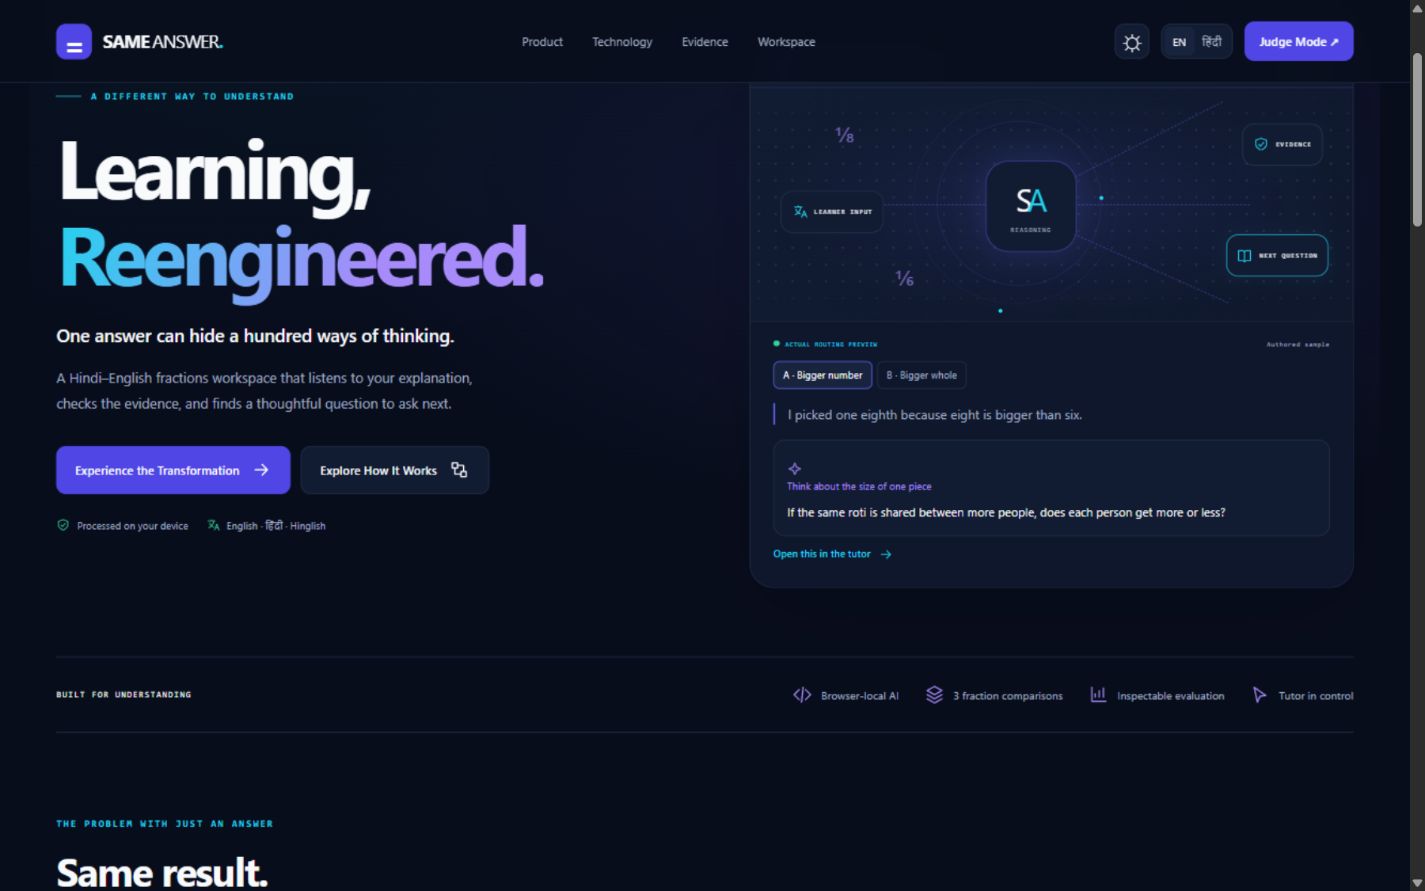 SAME ANSWER.
Product
Technology
Evidence
Workspace
EN
हिंदी
Judge Mode ↗
A DIFFERENT WAY TO UNDERSTAND
Learning,
Reengineered.
One answer can hide a hundred ways of thinking.
A Hindi–English fractions workspace that listens to your explanation,
checks the evidence, and finds a thoughtful question to ask next.
Experience the Transformation →
Explore How It Works
Processed on your device
English · हिंदी · Hinglish
⅛
EVIDENCE
LEARNER INPUT
SA
REASONING
NEXT QUESTION
⅙
ACTUAL ROUTING PREVIEW
Authored sample
A · Bigger number
B · Bigger whole
I picked one eighth because eight is bigger than six.
Think about the size of one piece
If the same roti is shared between more people, does each person get more or less?
Open this in the tutor →
BUILT FOR UNDERSTANDING
Browser-local AI
3 fraction comparisons
Inspectable evaluation
Tutor in control
THE PROBLEM WITH JUST AN ANSWER
Same result.